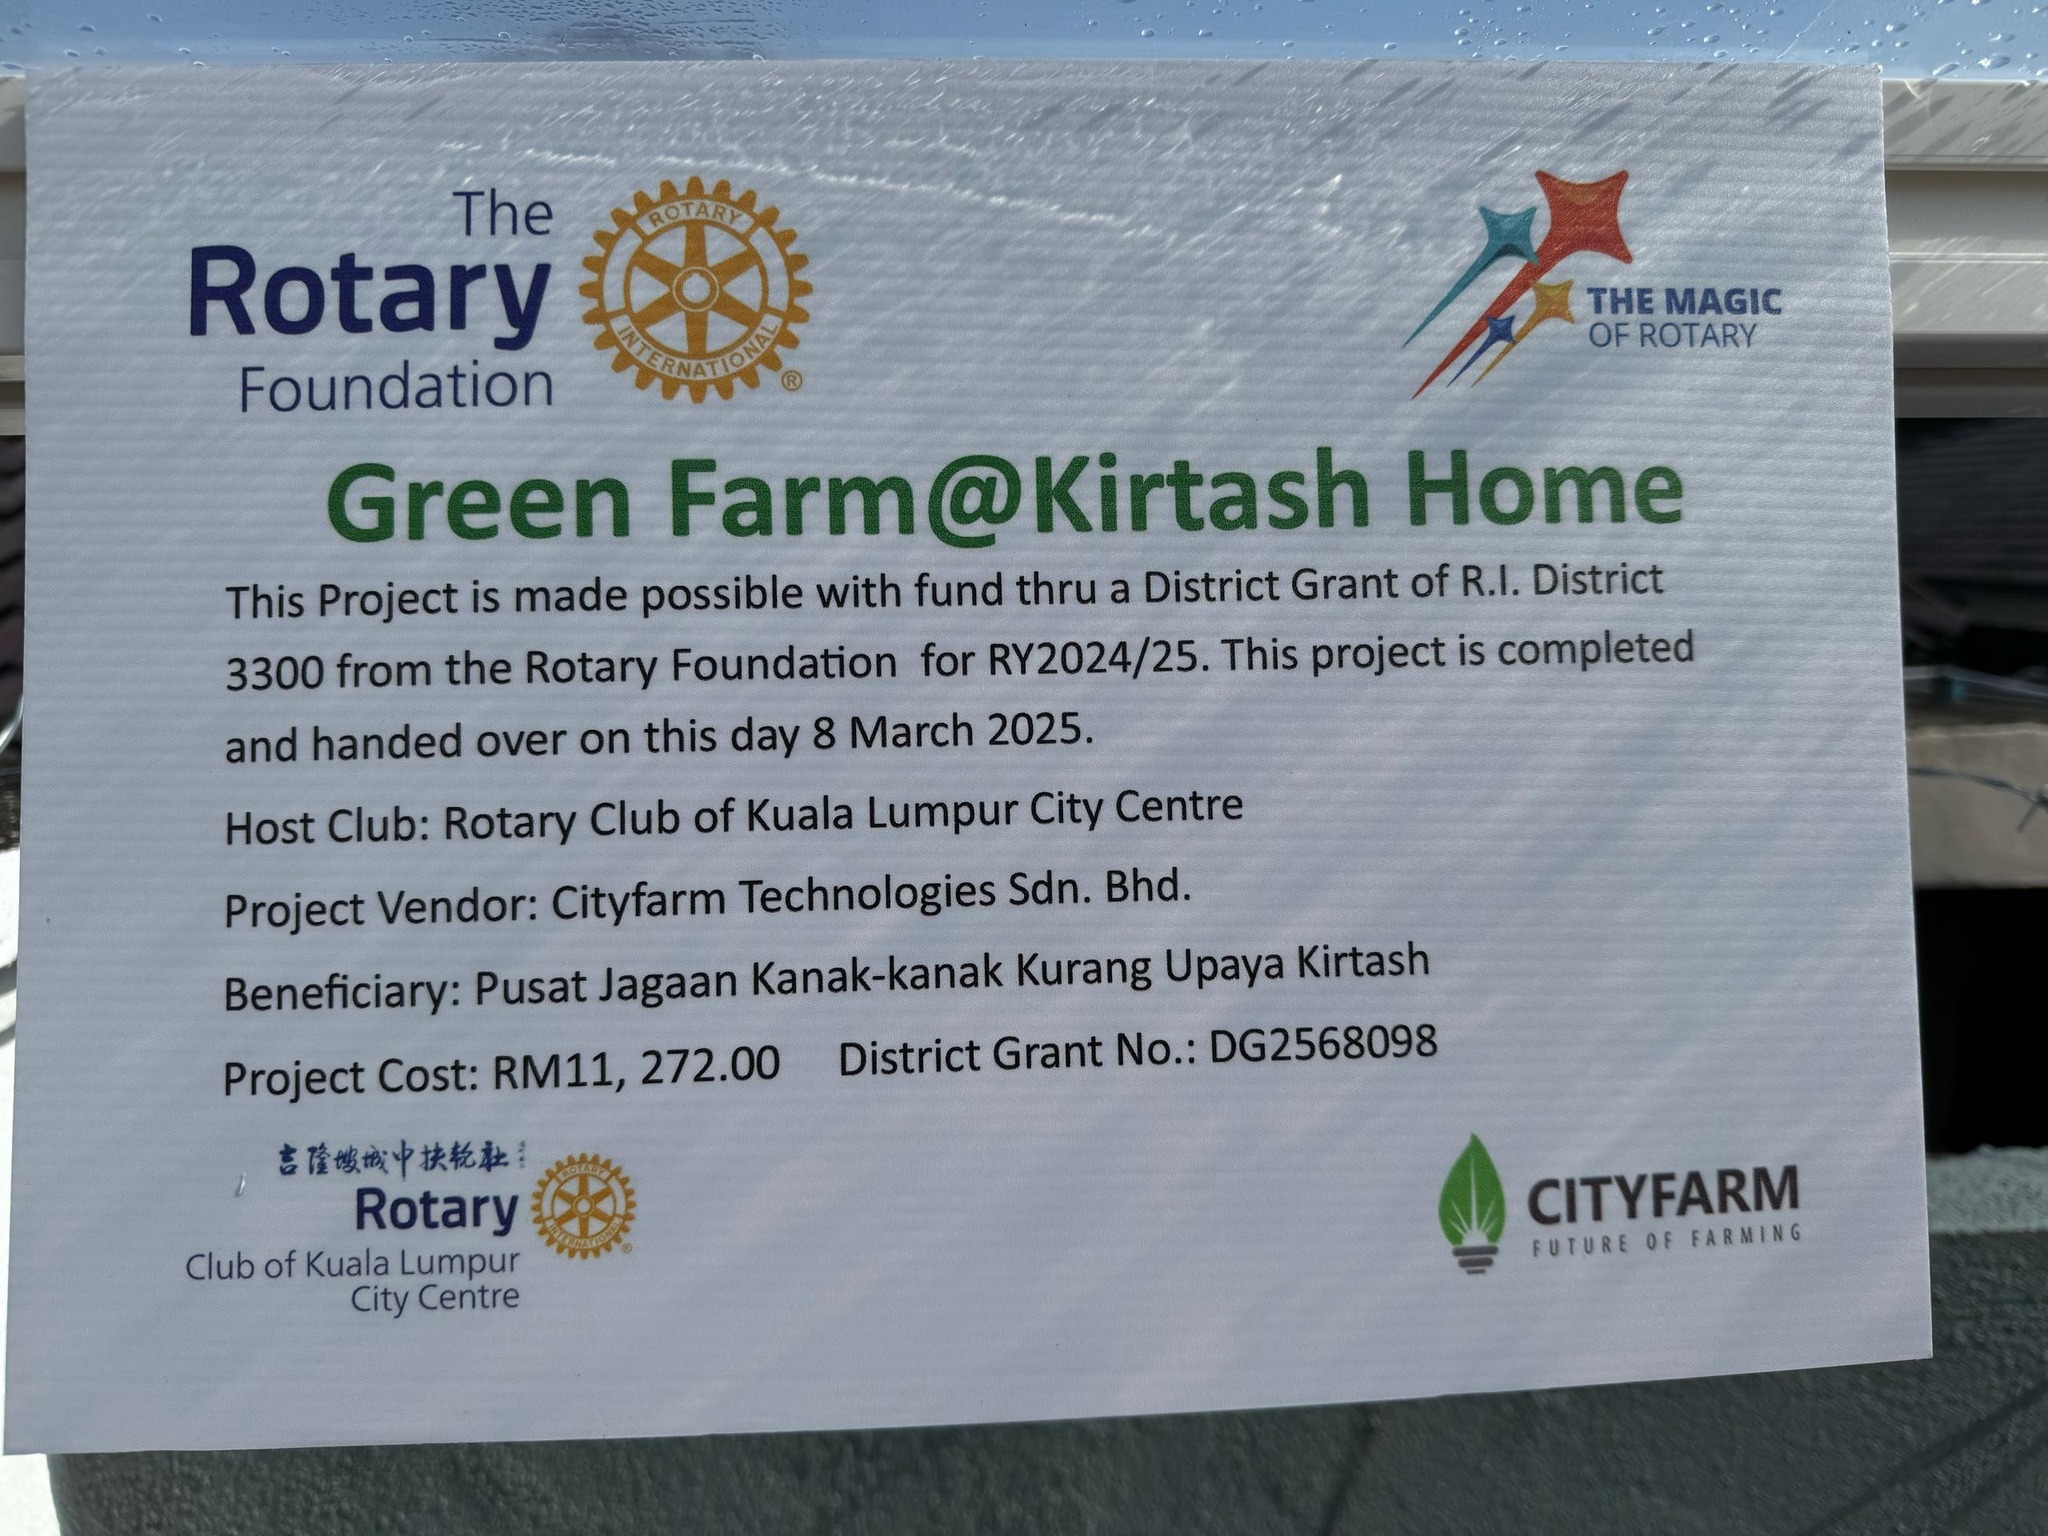 The
Rotary
Foundation
ROTARY
INTERNATIONAL
®
THE MAGIC
OF ROTARY
Green Farm@Kirtash Home
This Project is made possible with fund thru a District Grant of R.I. District
3300 from the Rotary Foundation for RY2024/25. This project is completed
and handed over on this day 8 March 2025.
Host Club: Rotary Club of Kuala Lumpur City Centre
Project Vendor: Cityfarm Technologies Sdn. Bhd.
Beneficiary: Pusat Jagaan Kanak-kanak Kurang Upaya Kirtash
Project Cost: RM11, 272.00 District Grant No.: DG2568098
吉隆坡城中扶轮社
Rotary
Club of Kuala Lumpur
City Centre
ROTARY
INTERNATIONAL
®
CITYFARM
FUTURE OF FARMING